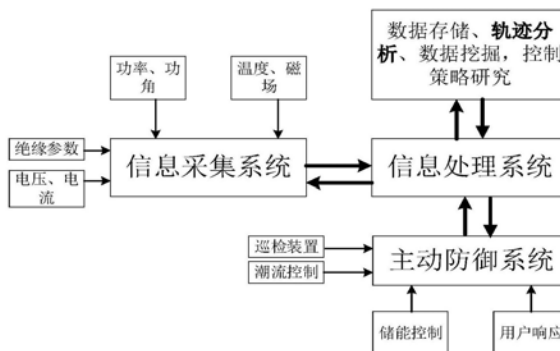 功率、功
角
温度、磁
场
数据存储、轨迹分
析、数据挖掘，控制
策略研究
绝缘参数
电压、电
流
信息采集系统
信息处理系统
巡检装置
潮流控制
主动防御系统
储能控制
用户响应